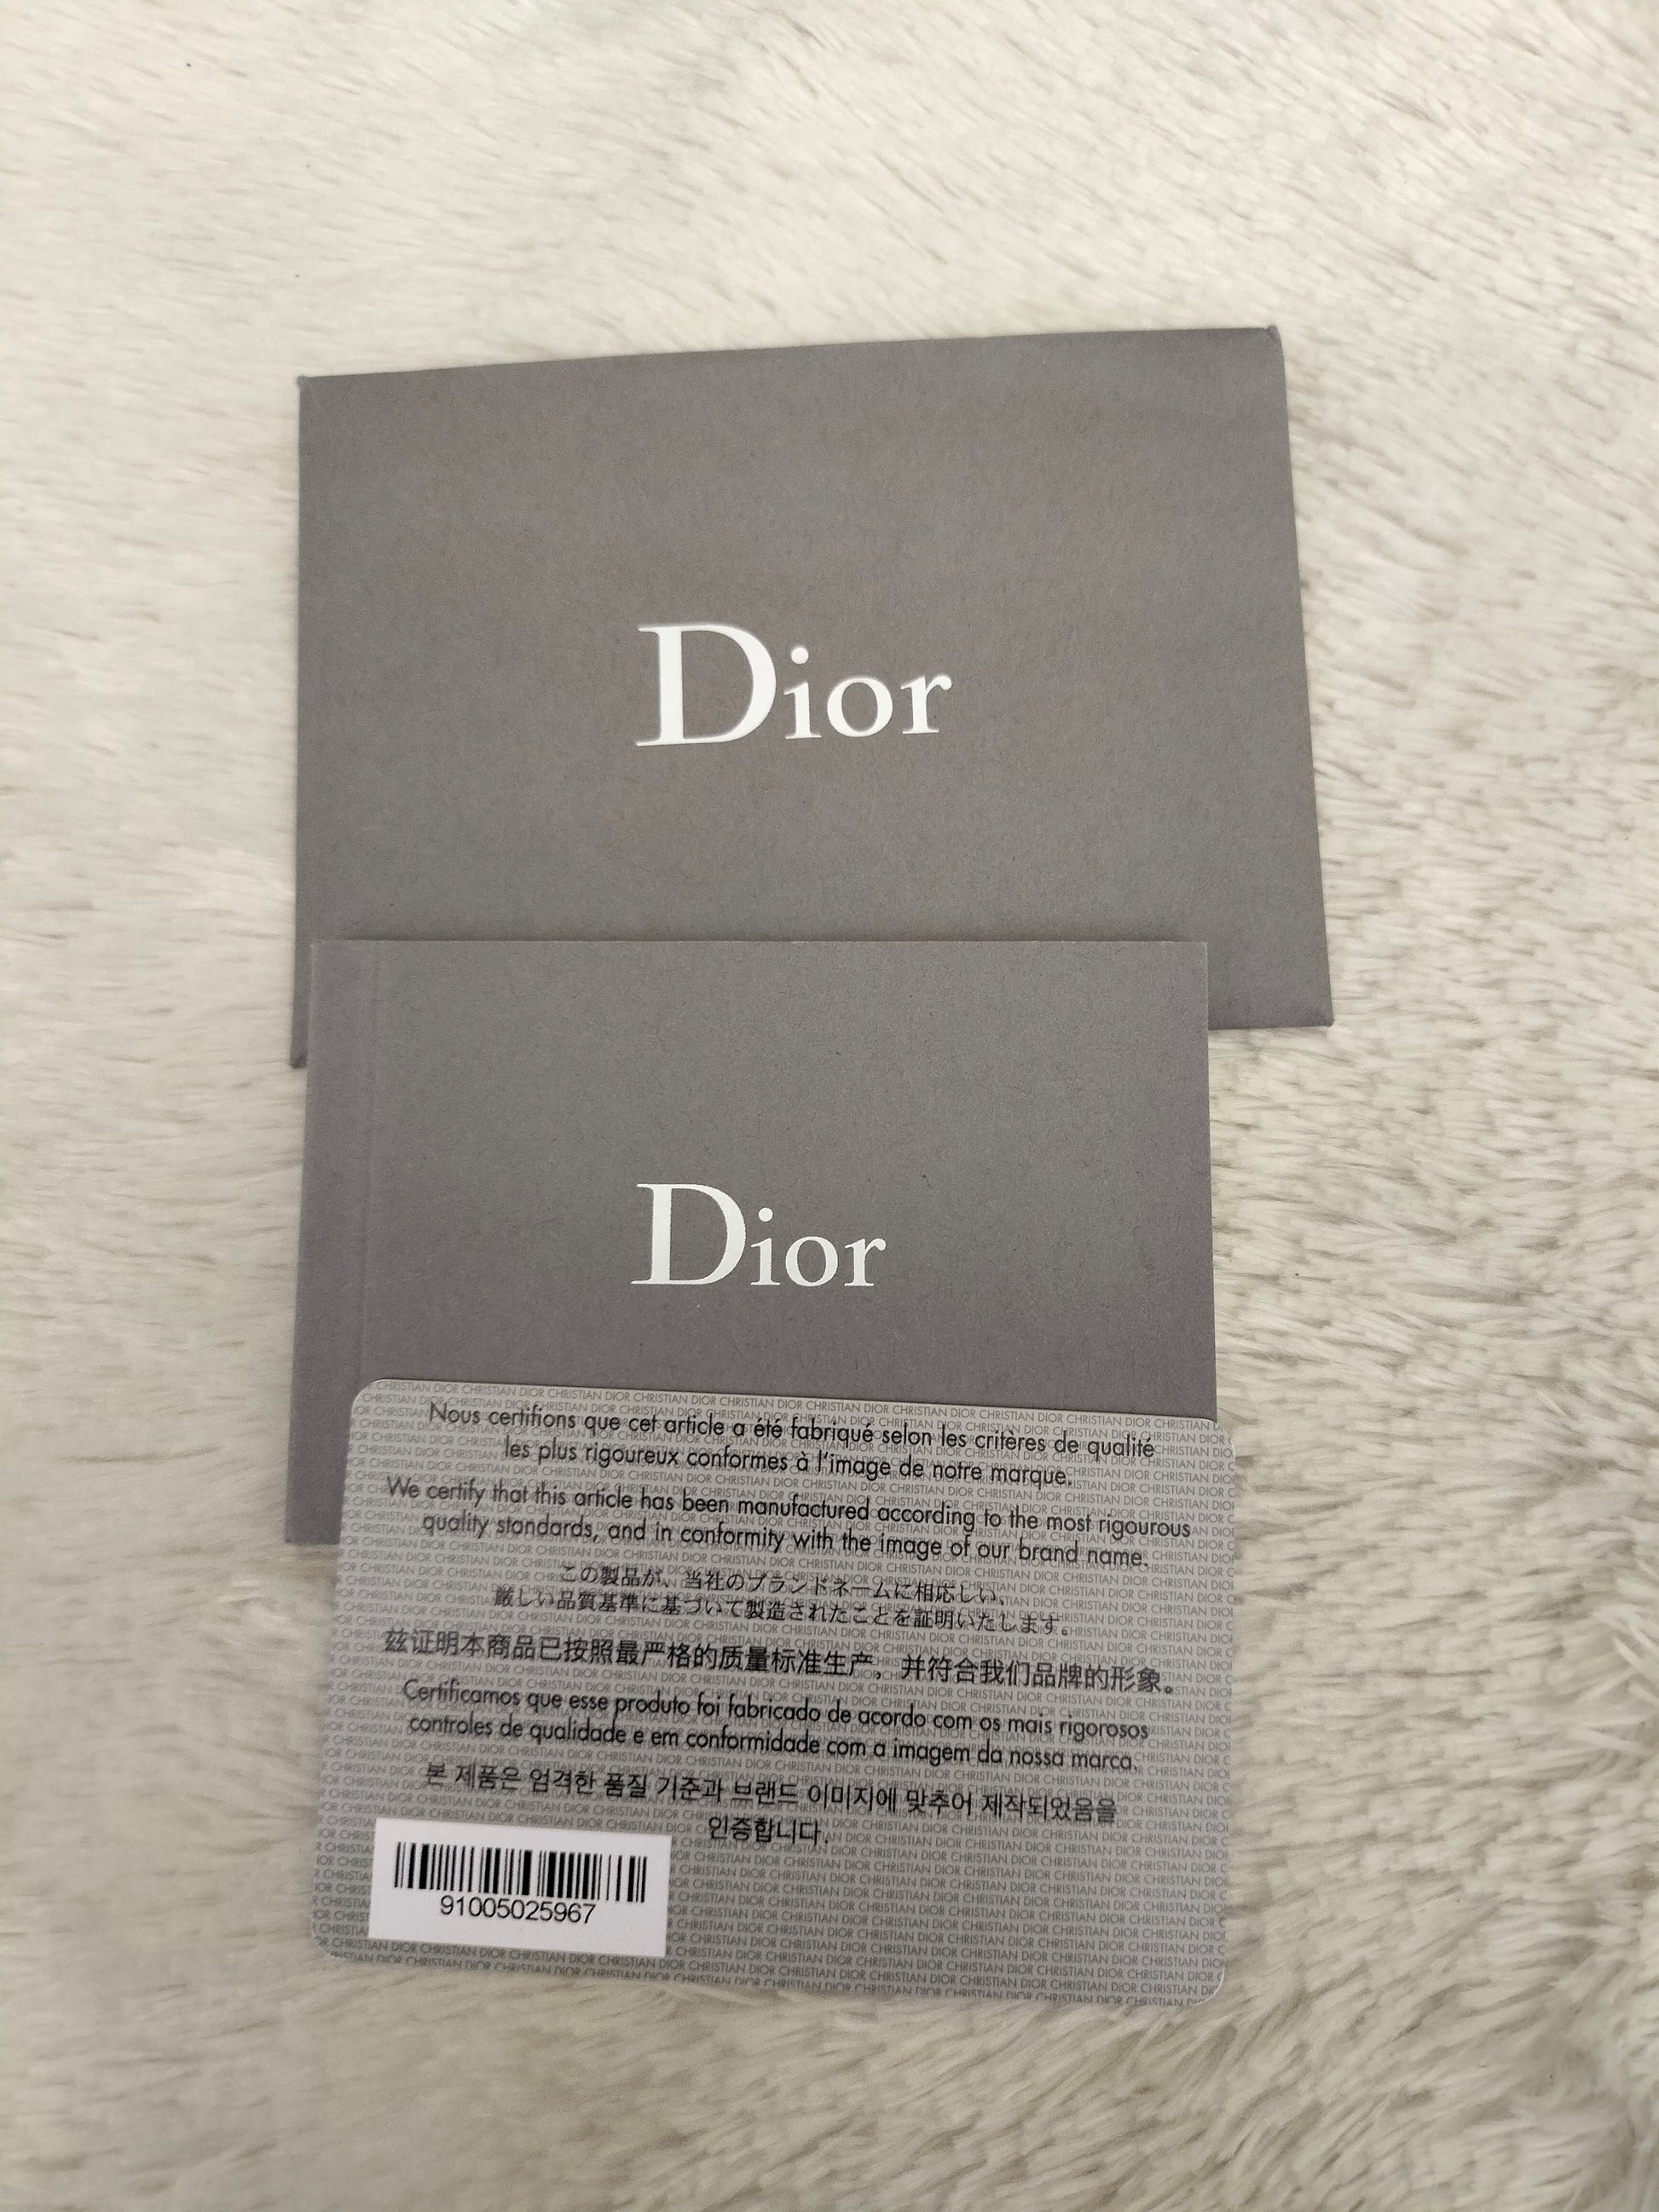 Dior
Dior
Nous certifions que cet article a été fabriqué selon les critères de qualité
les plus rigoureux conformes à l'image de notre marque.
We certify that this article has been manufactured according to the most rigourous
quality standards, and in conformity with the image of our brand name.
この製品が、当社のブランドネームに相応しい、
厳しい品質基準に基づいて製造されたことを証明いたします。
兹证明本商品已按照最严格的质量标准生产，并符合我们品牌的形象。
Certificamos que esse produto foi fabricado de acordo com os mais rigorosos
controles de qualidade e em conformidade com a imagem da nossa marca.
본 제품은 엄격한 품질 기준과 브랜드 이미지에 맞추어 제작되었음을
인증합니다.
91005025967